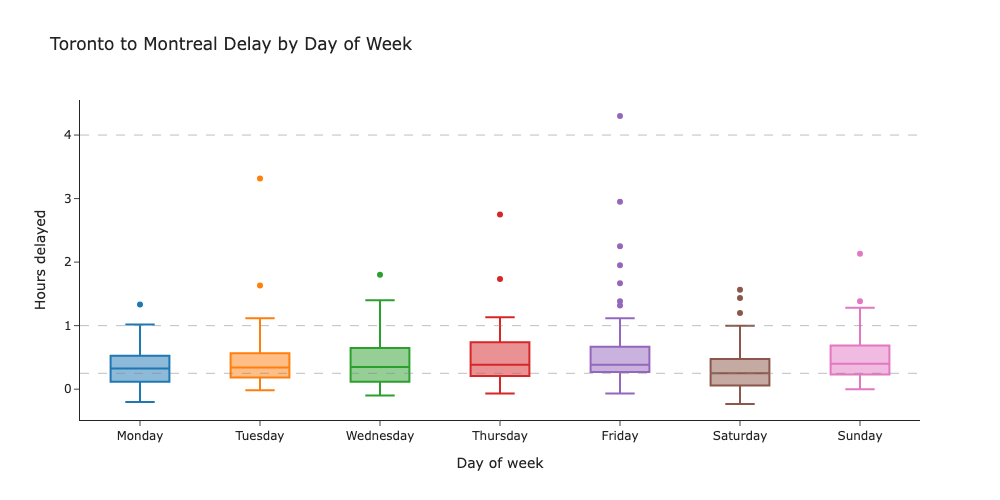 Toronto to Montreal Delay by Day of Week
Hours delayed
4
3
2
1
0
Monday Tuesday Wednesday Thursday Friday Saturday Sunday
Day of week